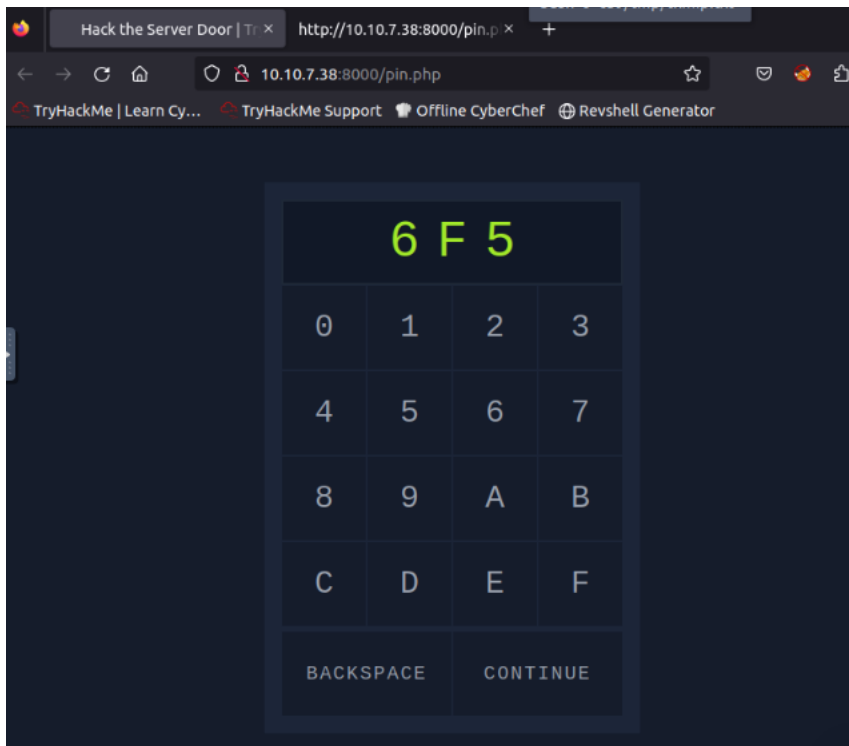 Hack the Server Door | Tr ×
http://10.10.7.38:8000/pin.p ×
+
10.10.7.38:8000/pin.php
TryHackMe | Learn Cy...
TryHackMe Support
Offline CyberChef
Revshell Generator
6 F 5
0 1 2 3
4 5 6 7
8 9 A B
C D E F
BACKSPACE CONTINUE